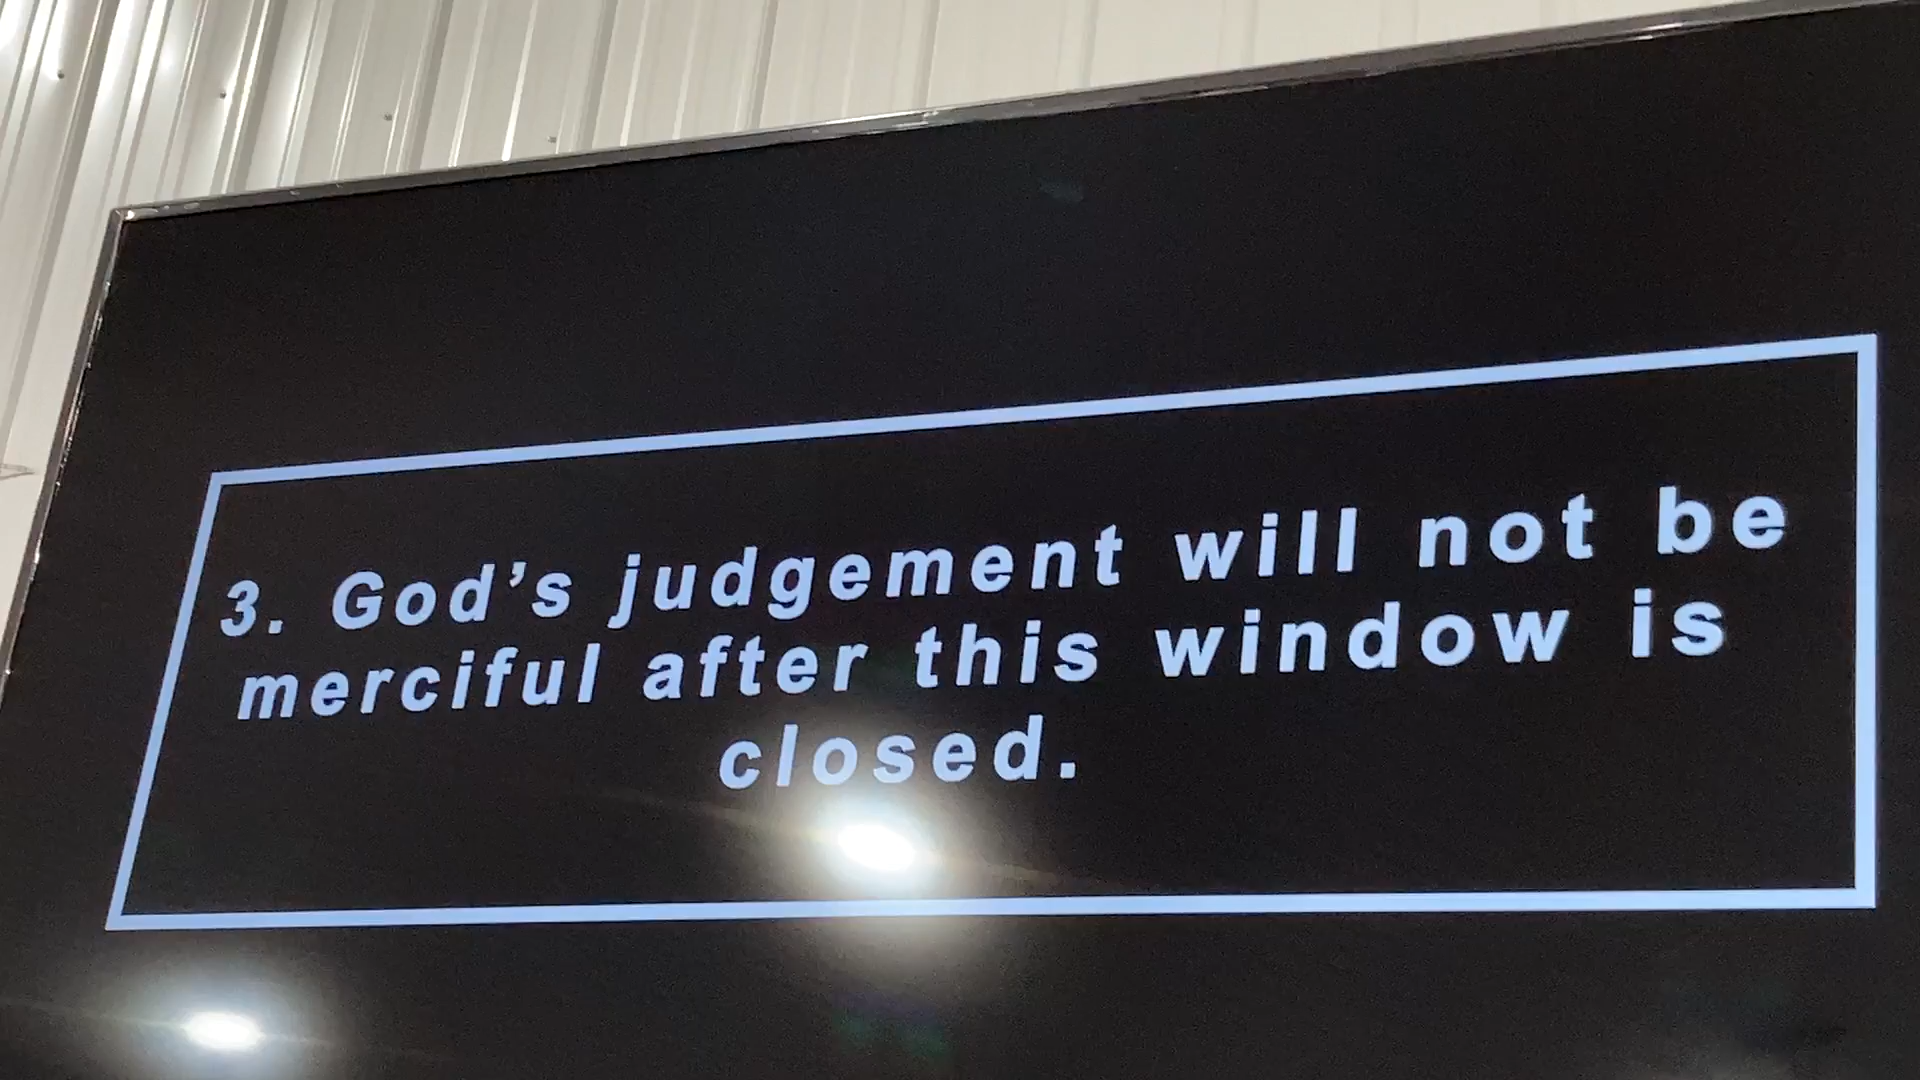 3. God’s judgement will not be
merciful after this window is
closed.